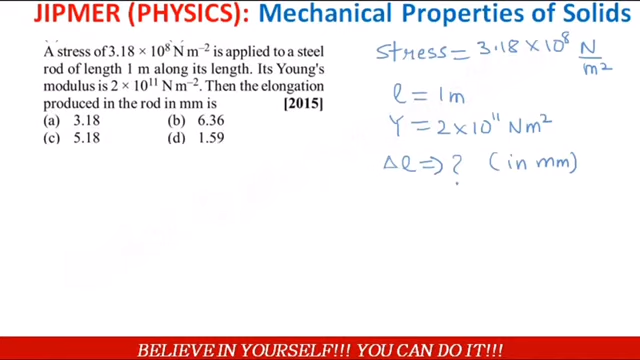 JIPMER (PHYSICS): Mechanical Properties of Solids
A stress of 3.18 × 10⁸ N m⁻² is applied to a steel
rod of length 1 m along its length. Its Young's
modulus is 2 × 10¹¹ N m⁻². Then the elongation
produced in the rod in mm is [2015]
(a) 3.18 (b) 6.36
(c) 5.18 (d) 1.59
Stress = 3.18 × 10⁸ N/m²
l = 1m
Y = 2 × 10¹¹ Nm²
Δl ⇒ ? (in mm)
BELIEVE IN YOURSELF!!! YOU CAN DO IT!!!